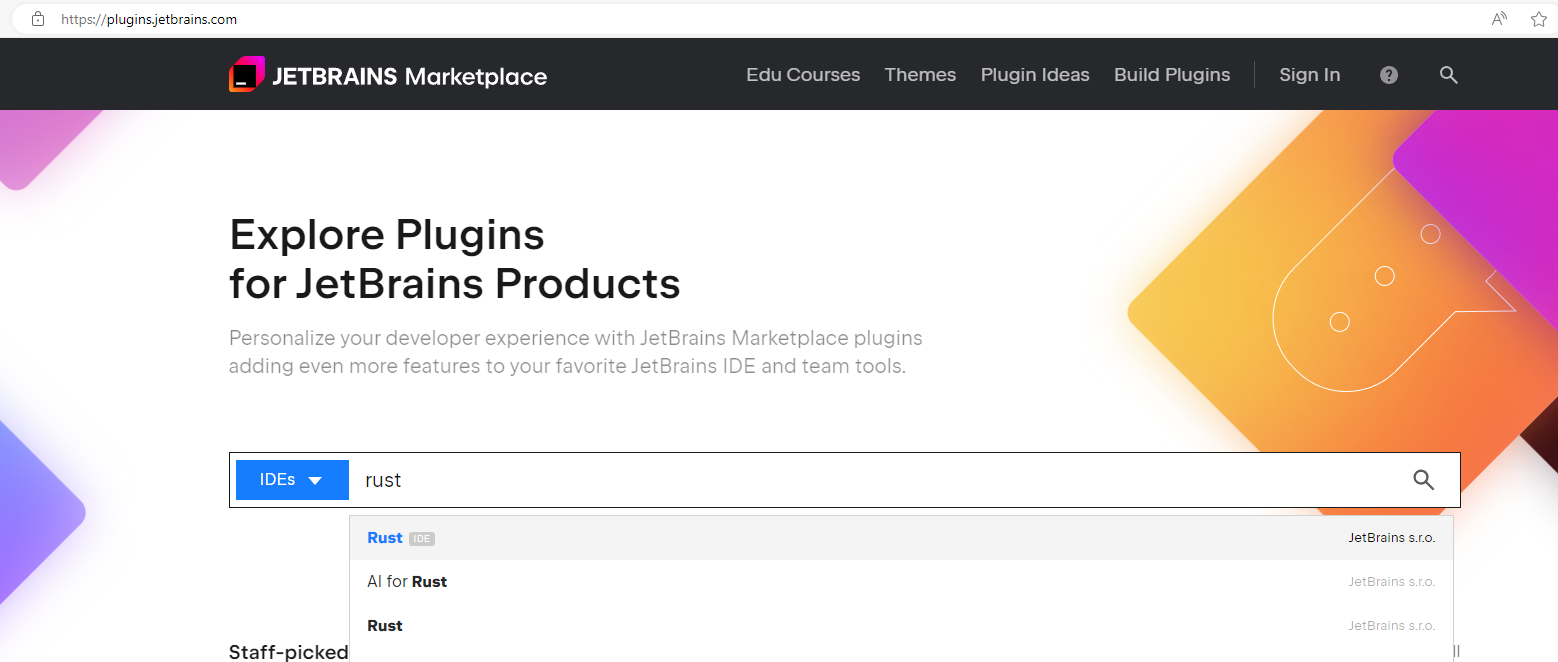 https://plugins.jetbrains.com
JETBRAINS Marketplace
Edu Courses
Themes
Plugin Ideas
Build Plugins
Sign In
Explore Plugins
for JetBrains Products
Personalize your developer experience with JetBrains Marketplace plugins
adding even more features to your favorite JetBrains IDE and team tools.
IDEs
rust
Rust IDE
JetBrains s.r.o.
AI for Rust
JetBrains s.r.o.
Rust
JetBrains s.r.o.
Staff-picked